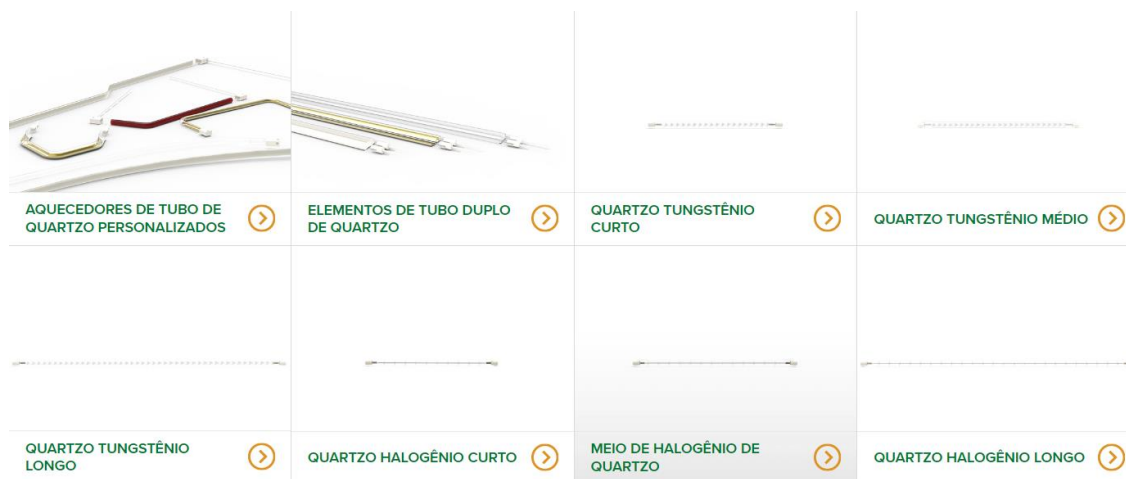 AQUECEDORES DE TUBO DE
QUARTZO PERSONALIZADOS
ELEMENTOS DE TUBO DUPLO
DE QUARTZO
QUARTZO TUNGSTÊNIO
CURTO
QUARTZO TUNGSTÊNIO MÉDIO
QUARTZO TUNGSTÊNIO
LONGO
QUARTZO HALOGÊNIO CURTO
MEIO DE HALOGÊNIO DE
QUARTZO
QUARTZO HALOGÊNIO LONGO